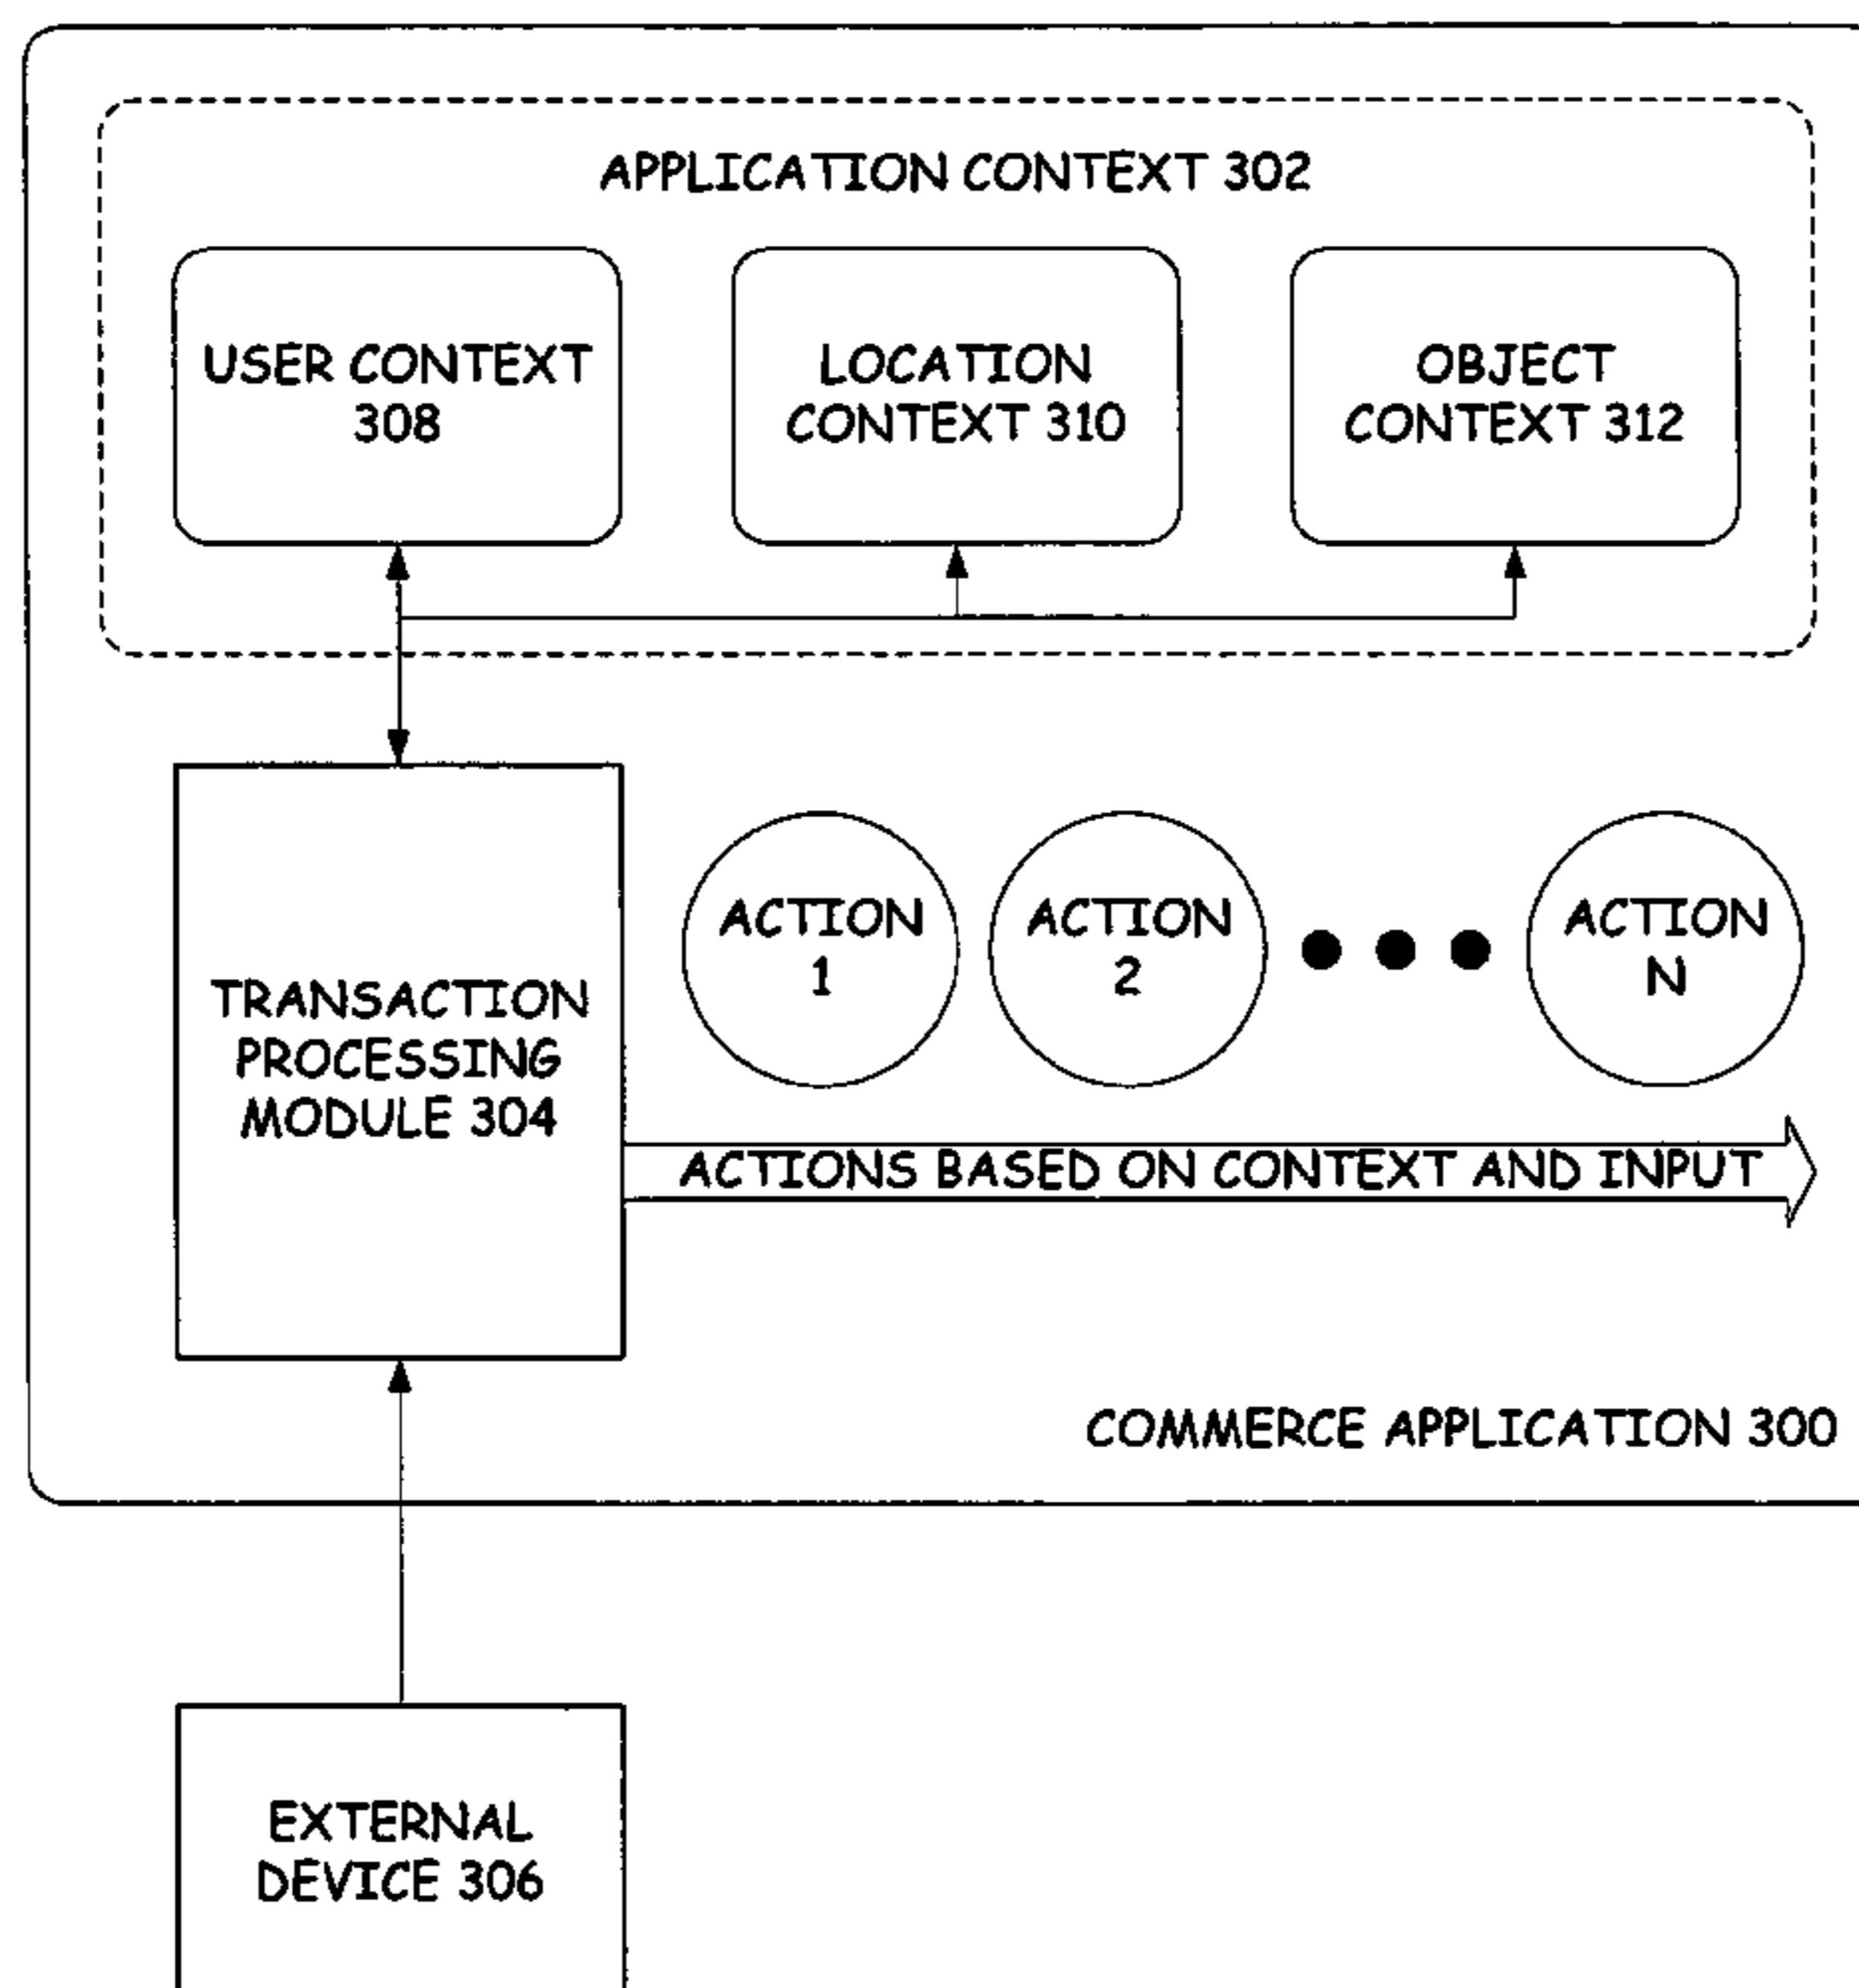 APPLICATION CONTEXT 302
USER CONTEXT
308
LOCATION
CONTEXT 310
OBJECT
CONTEXT 312
TRANSACTION
PROCESSING
MODULE 304
ACTION
1
ACTION
2
ACTION
N
ACTIONS BASED ON CONTEXT AND INPUT
COMMERCE APPLICATION 300
EXTERNAL
DEVICE 306